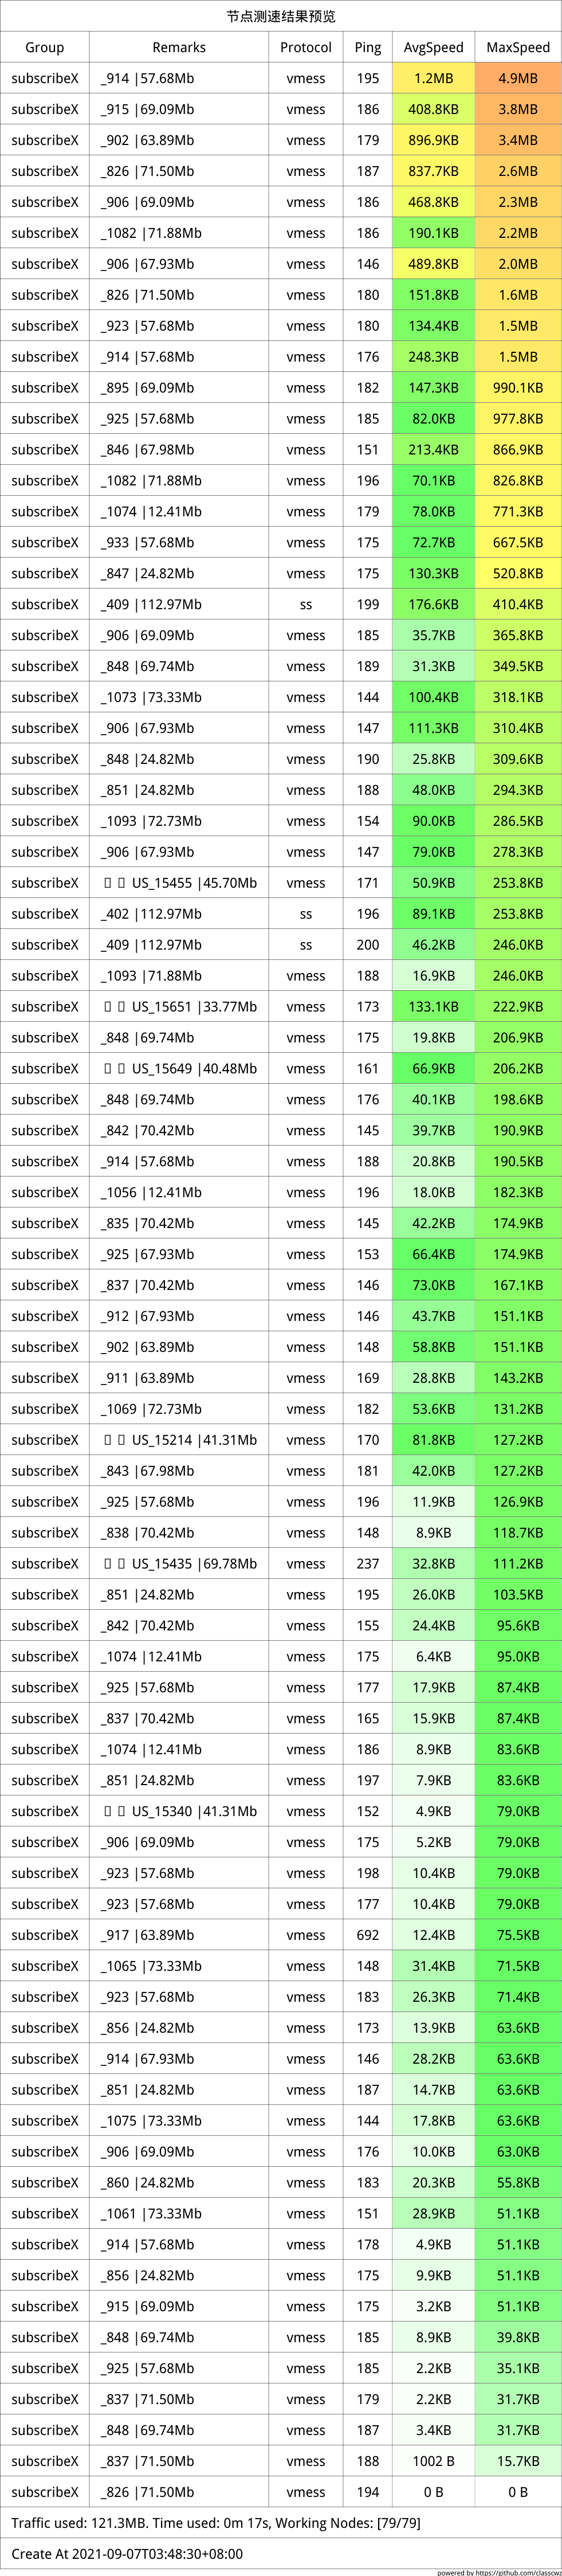 节点测速结果预览
Group Remarks Protocol Ping AvgSpeed MaxSpeed
subscribeX _914 |57.68Mb vmess 195 1.2MB 4.9MB
subscribeX _915 |69.09Mb vmess 186 408.8KB 3.8MB
subscribeX _902 |63.89Mb vmess 179 896.9KB 3.4MB
subscribeX _826 |71.50Mb vmess 187 837.7KB 2.6MB
subscribeX _906 |69.09Mb vmess 186 468.8KB 2.3MB
subscribeX _1082 |71.88Mb vmess 186 190.1KB 2.2MB
subscribeX _906 |67.93Mb vmess 146 489.8KB 2.0MB
subscribeX _826 |71.50Mb vmess 180 151.8KB 1.6MB
subscribeX _923 |57.68Mb vmess 180 134.4KB 1.5MB
subscribeX _914 |57.68Mb vmess 176 248.3KB 1.5MB
subscribeX _895 |69.09Mb vmess 182 147.3KB 990.1KB
subscribeX _925 |57.68Mb vmess 185 82.0KB 977.8KB
subscribeX _846 |67.98Mb vmess 151 213.4KB 866.9KB
subscribeX _1082 |71.88Mb vmess 196 70.1KB 826.8KB
subscribeX _1074 |12.41Mb vmess 179 78.0KB 771.3KB
subscribeX _933 |57.68Mb vmess 175 72.7KB 667.5KB
subscribeX _847 |24.82Mb vmess 175 130.3KB 520.8KB
subscribeX _409 |112.97Mb ss 199 176.6KB 410.4KB
subscribeX _906 |69.09Mb vmess 185 35.7KB 365.8KB
subscribeX _848 |69.74Mb vmess 189 31.3KB 349.5KB
subscribeX _1073 |73.33Mb vmess 144 100.4KB 318.1KB
subscribeX _906 |67.93Mb vmess 147 111.3KB 310.4KB
subscribeX _848 |24.82Mb vmess 190 25.8KB 309.6KB
subscribeX _851 |24.82Mb vmess 188 48.0KB 294.3KB
subscribeX _1093 |72.73Mb vmess 154 90.0KB 286.5KB
subscribeX _906 |67.93Mb vmess 147 79.0KB 278.3KB
subscribeX US_15455 |45.70Mb vmess 171 50.9KB 253.8KB
subscribeX _402 |112.97Mb ss 196 89.1KB 253.8KB
subscribeX _409 |112.97Mb ss 200 46.2KB 246.0KB
subscribeX _1093 |71.88Mb vmess 188 16.9KB 246.0KB
subscribeX US_15651 |33.77Mb vmess 173 133.1KB 222.9KB
subscribeX _848 |69.74Mb vmess 175 19.8KB 206.9KB
subscribeX US_15649 |40.48Mb vmess 161 66.9KB 206.2KB
subscribeX _848 |69.74Mb vmess 176 40.1KB 198.6KB
subscribeX _842 |70.42Mb vmess 145 39.7KB 190.9KB
subscribeX _914 |57.68Mb vmess 188 20.8KB 190.5KB
subscribeX _1056 |12.41Mb vmess 196 18.0KB 182.3KB
subscribeX _835 |70.42Mb vmess 145 42.2KB 174.9KB
subscribeX _925 |67.93Mb vmess 153 66.4KB 174.9KB
subscribeX _837 |70.42Mb vmess 146 73.0KB 167.1KB
subscribeX _912 |67.93Mb vmess 146 43.7KB 151.1KB
subscribeX _902 |63.89Mb vmess 148 58.8KB 151.1KB
subscribeX _911 |63.89Mb vmess 169 28.8KB 143.2KB
subscribeX _1069 |72.73Mb vmess 182 53.6KB 131.2KB
subscribeX US_15214 |41.31Mb vmess 170 81.8KB 127.2KB
subscribeX _843 |67.98Mb vmess 181 42.0KB 127.2KB
subscribeX _925 |57.68Mb vmess 196 11.9KB 126.9KB
subscribeX _838 |70.42Mb vmess 148 8.9KB 118.7KB
subscribeX US_15435 |69.78Mb vmess 237 32.8KB 111.2KB
subscribeX _851 |24.82Mb vmess 195 26.0KB 103.5KB
subscribeX _842 |70.42Mb vmess 155 24.4KB 95.6KB
subscribeX _1074 |12.41Mb vmess 175 6.4KB 95.0KB
subscribeX _925 |57.68Mb vmess 177 17.9KB 87.4KB
subscribeX _837 |70.42Mb vmess 165 15.9KB 87.4KB
subscribeX _1074 |12.41Mb vmess 186 8.9KB 83.6KB
subscribeX _851 |24.82Mb vmess 197 7.9KB 83.6KB
subscribeX US_15340 |41.31Mb vmess 152 4.9KB 79.0KB
subscribeX _906 |69.09Mb vmess 175 5.2KB 79.0KB
subscribeX _923 |57.68Mb vmess 198 10.4KB 79.0KB
subscribeX _923 |57.68Mb vmess 177 10.4KB 79.0KB
subscribeX _917 |63.89Mb vmess 692 12.4KB 75.5KB
subscribeX _1065 |73.33Mb vmess 148 31.4KB 71.5KB
subscribeX _923 |57.68Mb vmess 183 26.3KB 71.4KB
subscribeX _856 |24.82Mb vmess 173 13.9KB 63.6KB
subscribeX _914 |67.93Mb vmess 146 28.2KB 63.6KB
subscribeX _851 |24.82Mb vmess 187 14.7KB 63.6KB
subscribeX _1075 |73.33Mb vmess 144 17.8KB 63.6KB
subscribeX _906 |69.09Mb vmess 176 10.0KB 63.0KB
subscribeX _860 |24.82Mb vmess 183 20.3KB 55.8KB
subscribeX _1061 |73.33Mb vmess 151 28.9KB 51.1KB
subscribeX _914 |57.68Mb vmess 178 4.9KB 51.1KB
subscribeX _856 |24.82Mb vmess 175 9.9KB 51.1KB
subscribeX _915 |69.09Mb vmess 175 3.2KB 51.1KB
subscribeX _848 |69.74Mb vmess 185 8.9KB 39.8KB
subscribeX _925 |57.68Mb vmess 185 2.2KB 35.1KB
subscribeX _837 |71.50Mb vmess 179 2.2KB 31.7KB
subscribeX _848 |69.74Mb vmess 187 3.4KB 31.7KB
subscribeX _837 |71.50Mb vmess 188 1002 B 15.7KB
subscribeX _826 |71.50Mb vmess 194 0 B 0 B
Traffic used: 121.3MB. Time used: 0m 17s, Working Nodes: [79/79]
Create At 2021-09-07T03:48:30+08:00
powered by https://github.com/classcwz